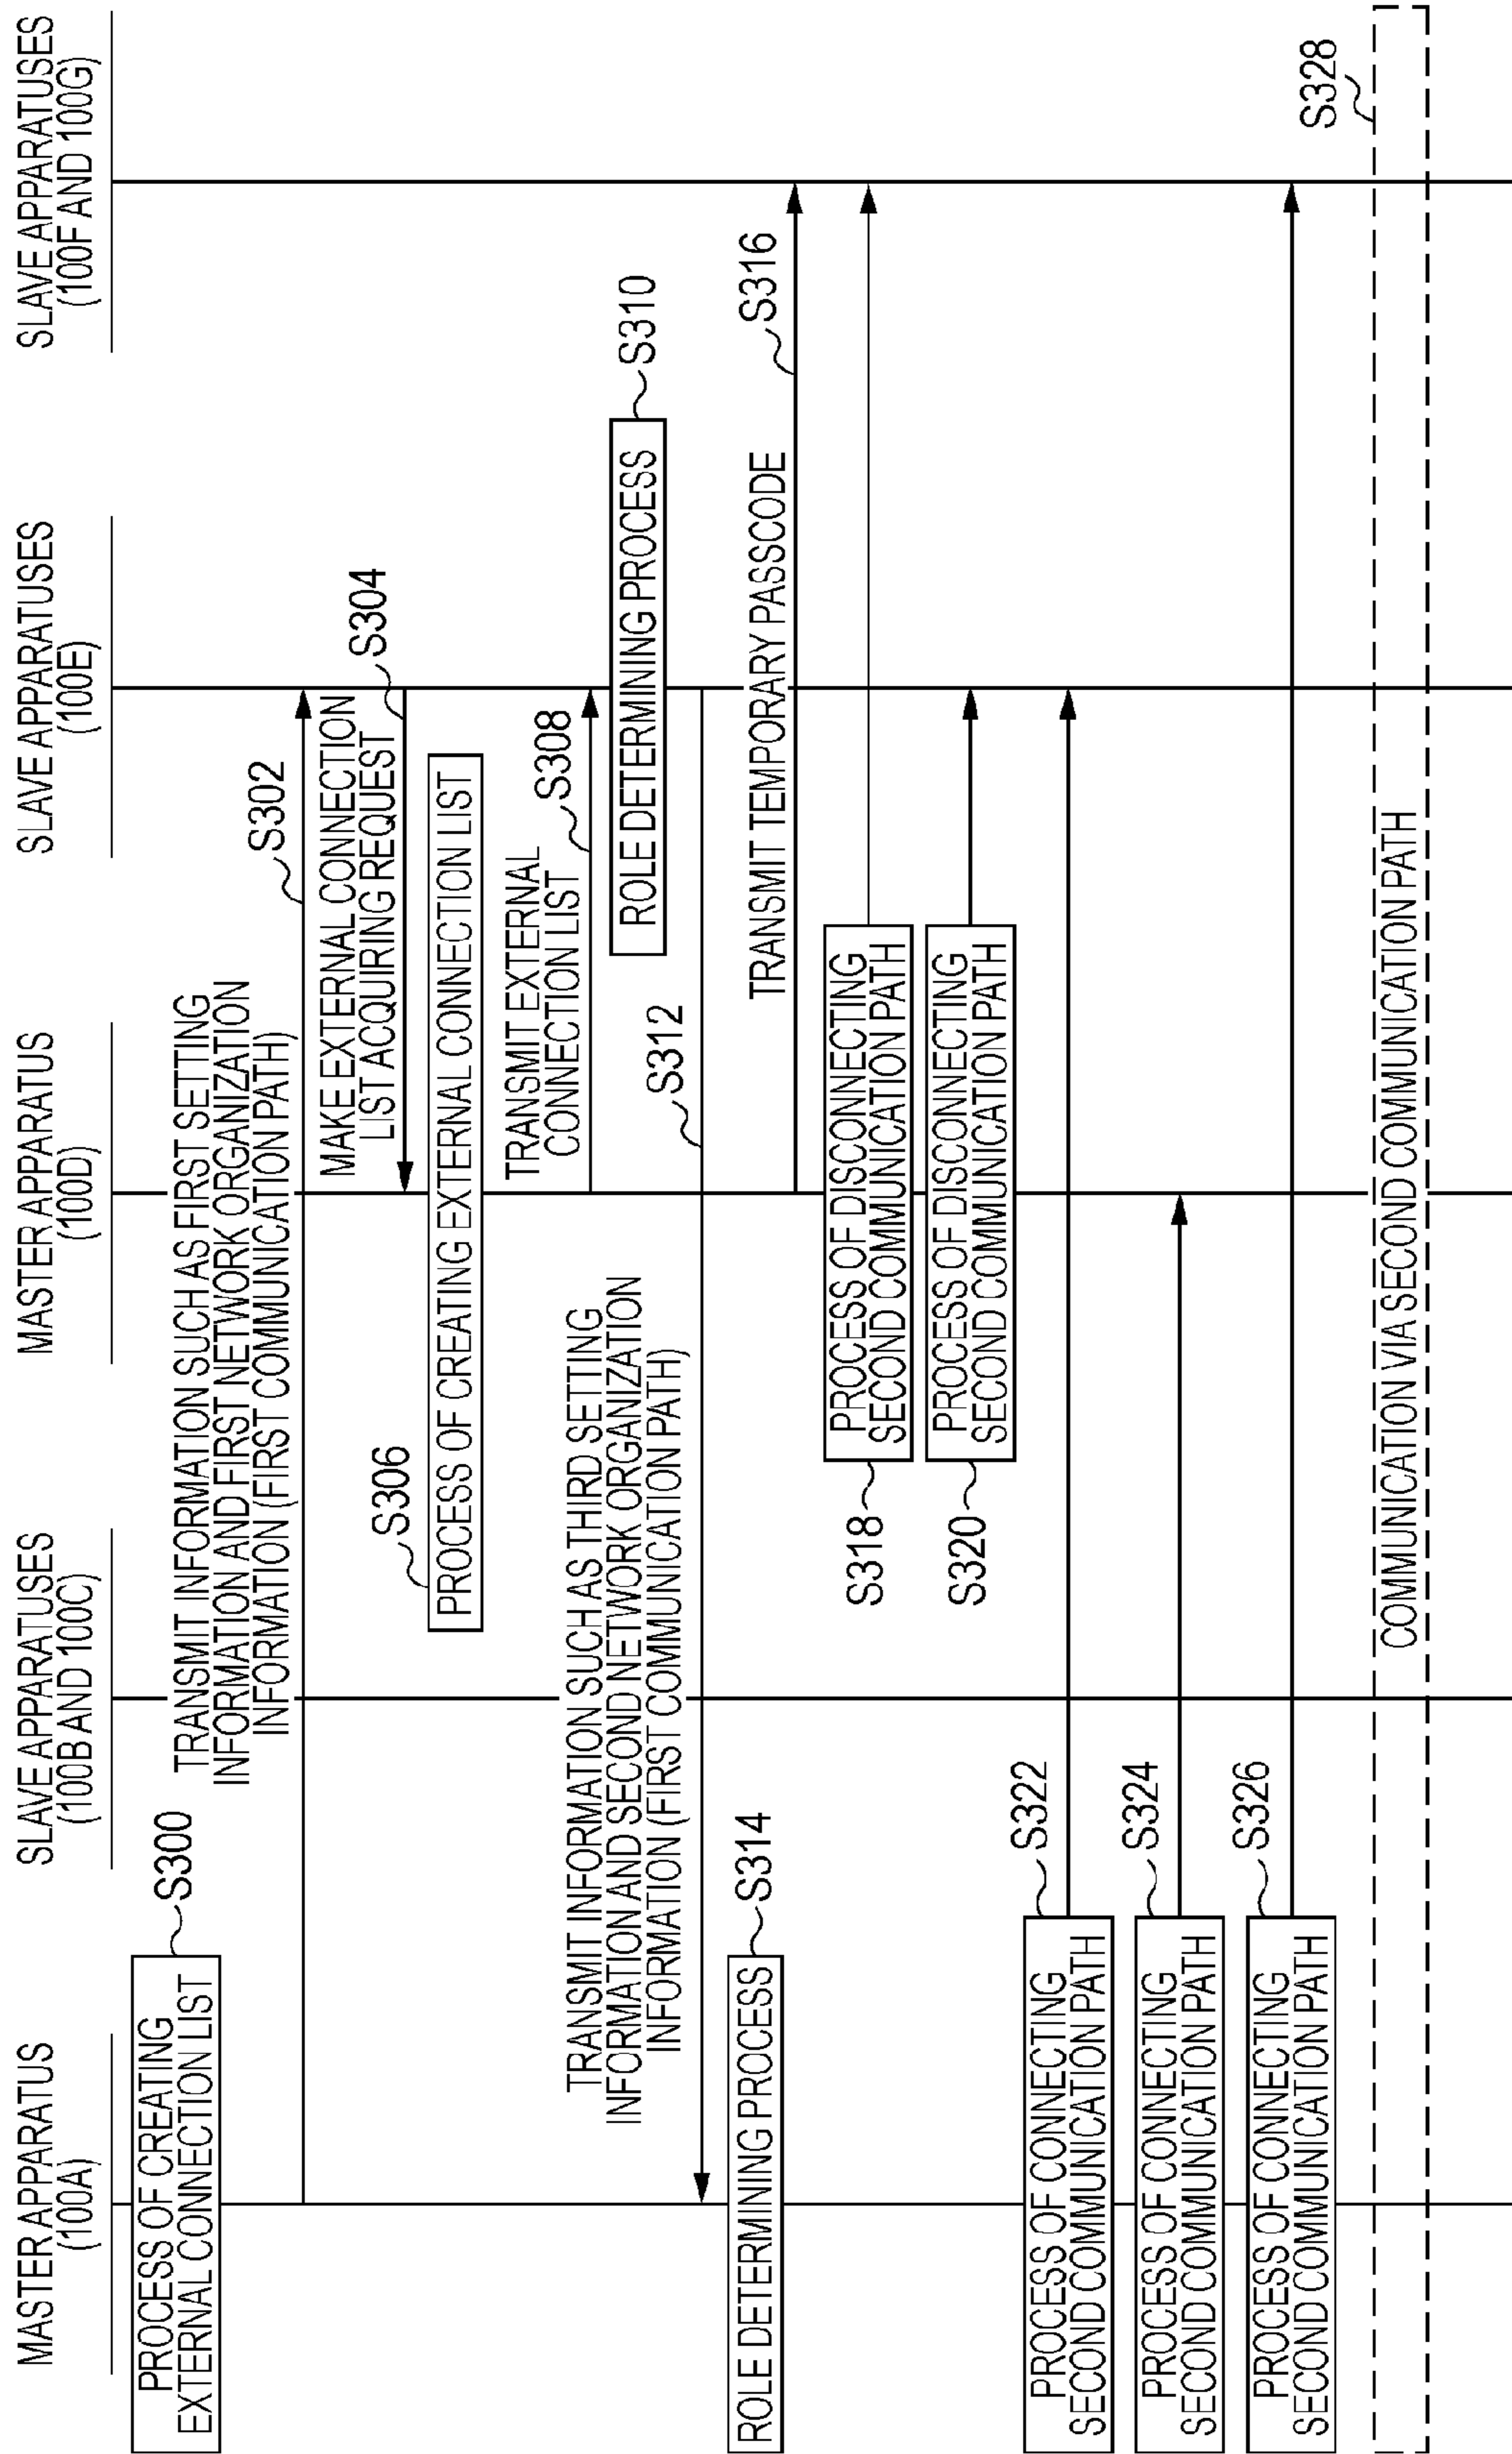 MASTER APPARATUS
(100A)
SLAVE APPARATUSES
(100B AND 100C)
MASTER APPARATUS
(100D)
SLAVE APPARATUSES
(100E)
SLAVE APPARATUSES
(100F AND 100G)
PROCESS OF CREATING
EXTERNAL CONNECTION LIST
S300
TRANSMIT INFORMATION SUCH AS FIRST SETTING
INFORMATION AND FIRST NETWORK ORGANIZATION
INFORMATION (FIRST COMMUNICATION PATH)
S302
MAKE EXTERNAL CONNECTION
LIST ACQUIRING REQUEST
S304
S306
PROCESS OF CREATING EXTERNAL CONNECTION LIST
TRANSMIT EXTERNAL
CONNECTION LIST
S308
ROLE DETERMINING PROCESS
S310
TRANSMIT INFORMATION SUCH AS THIRD SETTING
INFORMATION AND SECOND NETWORK ORGANIZATION
INFORMATION (FIRST COMMUNICATION PATH)
S312
ROLE DETERMINING PROCESS
S314
TRANSMIT TEMPORARY PASSCODE
S316
S318
PROCESS OF DISCONNECTING
SECOND COMMUNICATION PATH
S320
PROCESS OF DISCONNECTING
SECOND COMMUNICATION PATH
PROCESS OF CONNECTING
SECOND COMMUNICATION PATH
S322
PROCESS OF CONNECTING
SECOND COMMUNICATION PATH
S324
PROCESS OF CONNECTING
SECOND COMMUNICATION PATH
S326
S328
COMMUNICATION VIA SECOND COMMUNICATION PATH